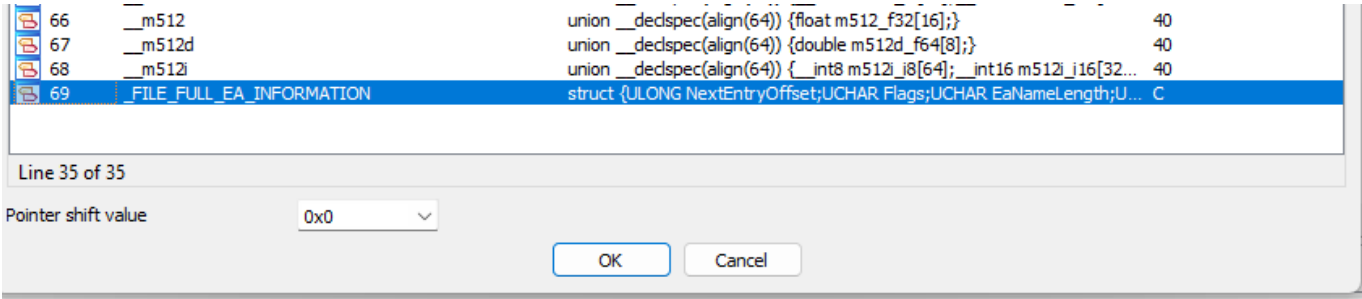 66 __m512 union __declspec(align(64)) {float m512_f32[16];} 40
67 __m512d union __declspec(align(64)) {double m512d_f64[8];} 40
68 __m512i union __declspec(align(64)) {__int8 m512i_i8[64];__int16 m512i_i16[32... 40
69 _FILE_FULL_EA_INFORMATION struct {ULONG NextEntryOffset;UCHAR Flags;UCHAR EaNameLength;U... C
Line 35 of 35
Pointer shift value 0x0
OK Cancel